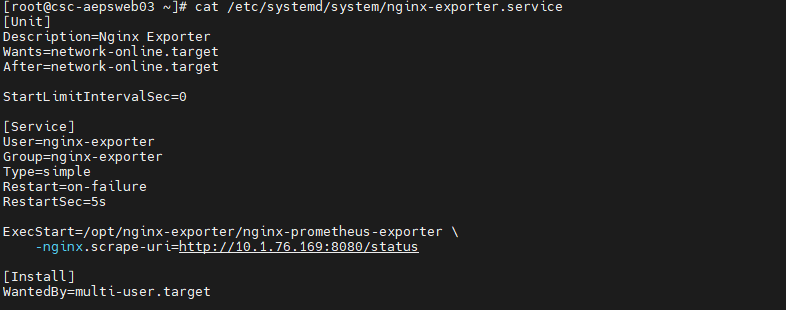 [root@csc-aepsweb03 ~]# cat /etc/systemd/system/nginx-exporter.service
[Unit]
Description=Nginx Exporter
Wants=network-online.target
After=network-online.target
StartLimitIntervalSec=0
[Service]
User=nginx-exporter
Group=nginx-exporter
Type=simple
Restart=on-failure
RestartSec=5s
ExecStart=/opt/nginx-exporter/nginx-prometheus-exporter \
-nginx.scrape-uri=http://10.1.76.169:8080/status
[Install]
WantedBy=multi-user.target